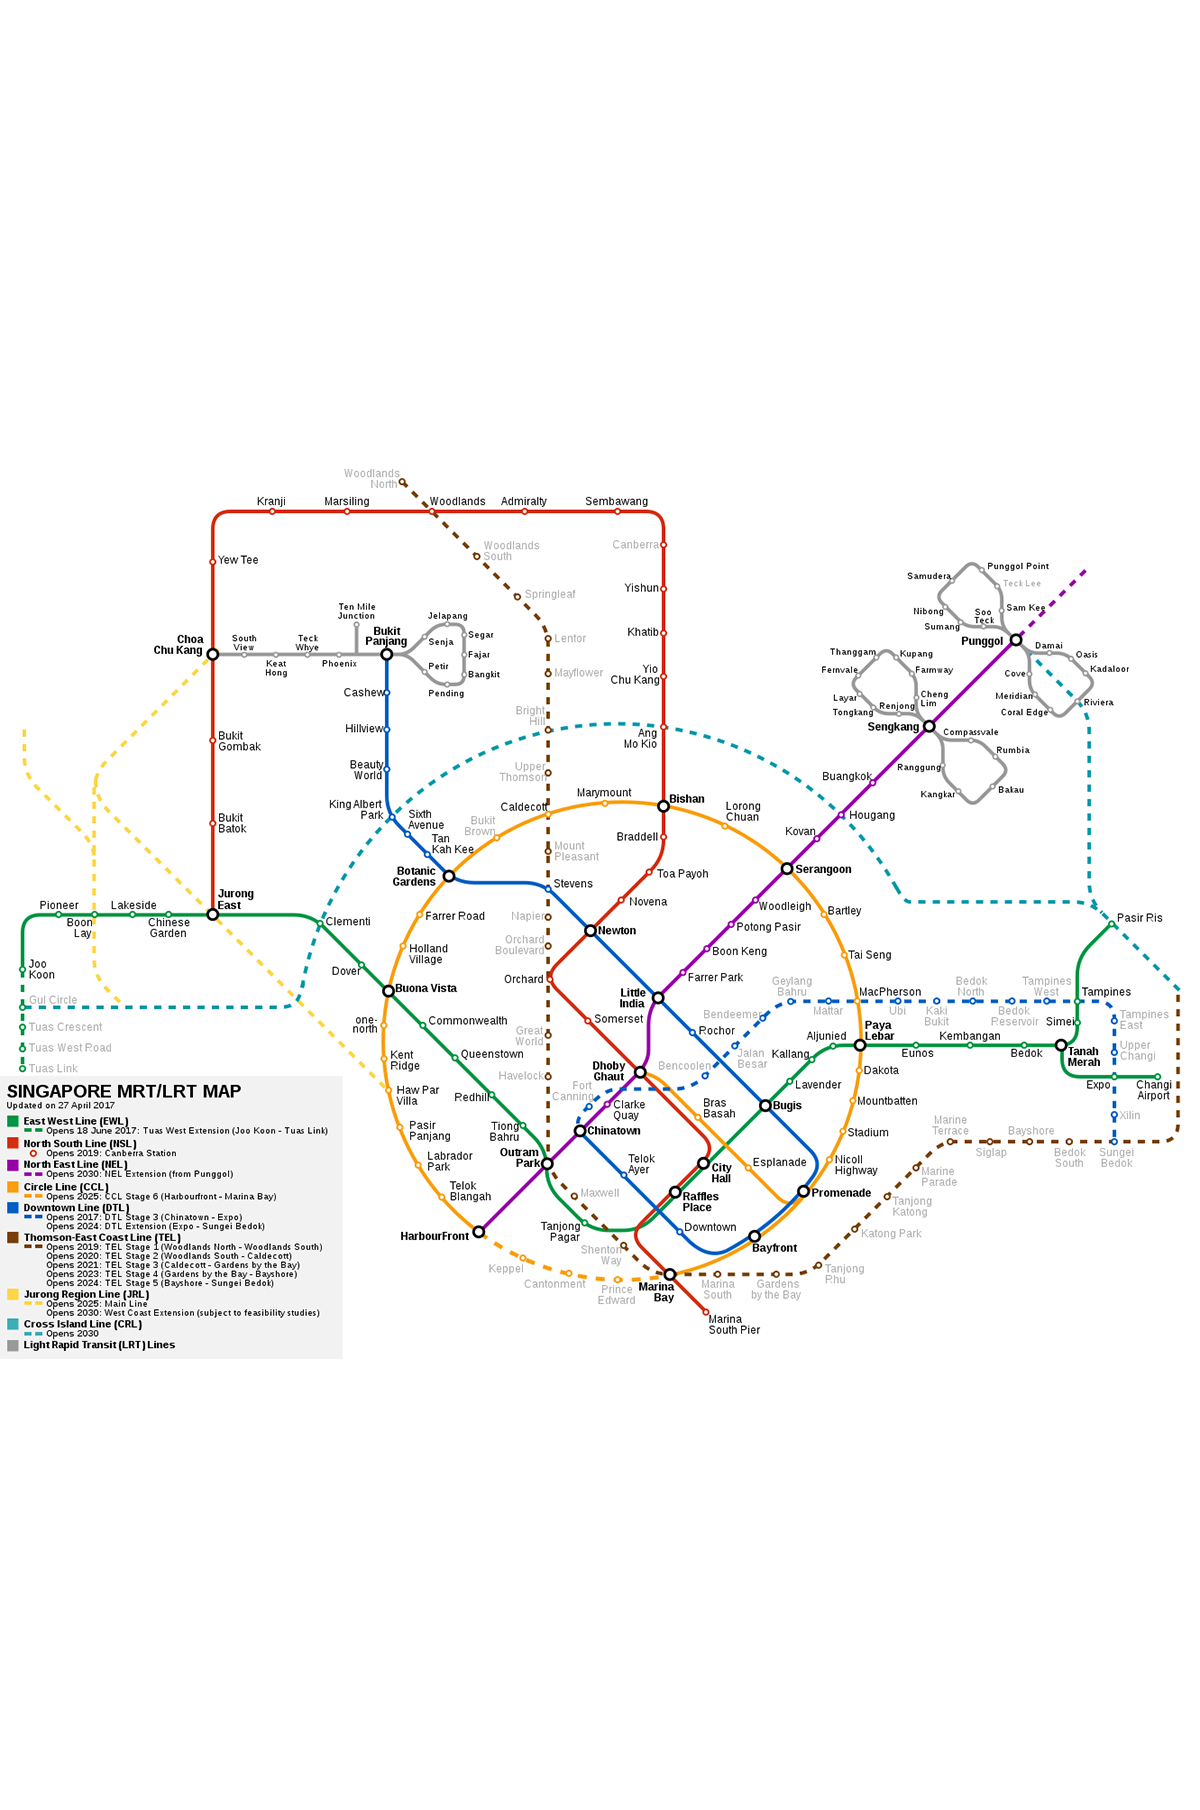 Woodlands
North
Kranji
Marsiling
Woodlands
Admiralty
Sembawang
Yew Tee
Woodlands
South
Canberra
Springleaf
Yishun
Lentor
Khatib
Mayflower
Yio
Chu Kang
Bright
Hill
Ang
Mo Kio
Upper
Thomson
Choa
Chu Kang
South
View
Keat
Hong
Teck
Whye
Phoenix
Ten Mile
Junction
Bukit
Panjang
Jelapang
Senja
Segar
Fajar
Petir
Bangkit
Pending
Cashew
Hillview
Beauty
World
King Albert
Park
Sixth
Avenue
Tan
Kah Kee
Botanic
Gardens
Bukit
Gombak
Bukit
Batok
Bukit
Brown
Caldecott
Marymount
Bishan
Lorong
Chuan
Braddell
Mount
Pleasant
Toa Payoh
Stevens
Novena
Napier
Newton
Orchard
Boulevard
Orchard
Somerset
Great
World
Havelock
Samudera
Punggol Point
Teck Lee
Nibong
Sam Kee
Soo
Teck
Sumang
Punggol
Damai
Oasis
Cove
Kadaloor
Meridian
Riviera
Coral Edge
Thanggam
Kupang
Fernvale
Farmway
Layar
Cheng
Lim
Renjong
Tongkang
Sengkang
Compassvale
Rumbia
Ranggung
Kangkar
Bakau
Buangkok
Hougang
Kovan
Serangoon
Woodleigh
Bartley
Potong Pasir
Boon Keng
Tai Seng
Farrer Park
Little
India
Rochor
Pioneer
Boon
Lay
Lakeside
Chinese
Garden
Jurong
East
Clementi
Joo
Koon
Gul Circle
Tuas Crescent
Tuas West Road
Tuas Link
Dover
Buona Vista
Farrer Road
Holland
Village
one-
north
Commonwealth
Kent
Ridge
Queenstown
Haw Par
Villa
Redhill
Pasir
Panjang
Tiong
Bahru
Labrador
Park
Outram
Park
Telok
Blangah
HarbourFront
Keppel
Cantonment
Prince
Edward
Marina
Bay
Marina
South
Gardens
by the Bay
Tanjong
Rhu
Katong Park
Tanjong
Katong
Marine
Parade
Marine
Terrace
Siglap
Bayshore
Bedok
South
Sungei
Bedok
Xilin
Marina
South Pier
Maxwell
Shenton
Way
Tanjong
Pagar
Telok
Ayer
Downtown
Bayfront
Promenade
Raffles
Place
City
Hall
Esplanade
Bras
Basah
Bugis
Nicoll
Highway
Stadium
Mountbatten
Dakota
Chinatown
Clarke
Quay
Fort
Canning
Dhoby
Ghaut
Bencoolen
Jalan
Besar
Bendemeer
Geylang
Bahru
Mattar
MacPherson
Ubi
Kaki
Bukit
Bedok
North
Bedok
Reservoir
Tampines
West
Tampines
Tampines
East
Pasir Ris
Simei
Upper
Changi
Lavender
Kallang
Aljunied
Paya
Lebar
Eunos
Kembangan
Bedok
Tanah
Merah
Expo
Changi
Airport
SINGAPORE MRT/LRT MAP
Updated on 27 April 2017
East West Line (EWL)
Opens 18 June 2017: Tuas West Extension (Joo Koon - Tuas Link)
North South Line (NSL)
Opens 2019: Canberra Station
North East Line (NEL)
Opens 2030: NEL Extension (from Punggol)
Circle Line (CCL)
Opens 2025: CCL Stage 6 (Harbourfront - Marina Bay)
Downtown Line (DTL)
Opens 2017: DTL Stage 3 (Chinatown - Expo)
Opens 2024: DTL Extension (Expo - Sungei Bedok)
Thomson-East Coast Line (TEL)
Opens 2019: TEL Stage 1 (Woodlands North - Woodlands South)
Opens 2020: TEL Stage 2 (Woodlands South - Caldecott)
Opens 2021: TEL Stage 3 (Caldecott - Gardens by the Bay)
Opens 2023: TEL Stage 4 (Gardens by the Bay - Bayshore)
Opens 2024: TEL Stage 5 (Bayshore - Sungei Bedok)
Jurong Region Line (JRL)
Opens 2025: Main Line
Opens 2030: West Coast Extension (subject to feasibility studies)
Cross Island Line (CRL)
Opens 2030
Light Rapid Transit (LRT) Lines